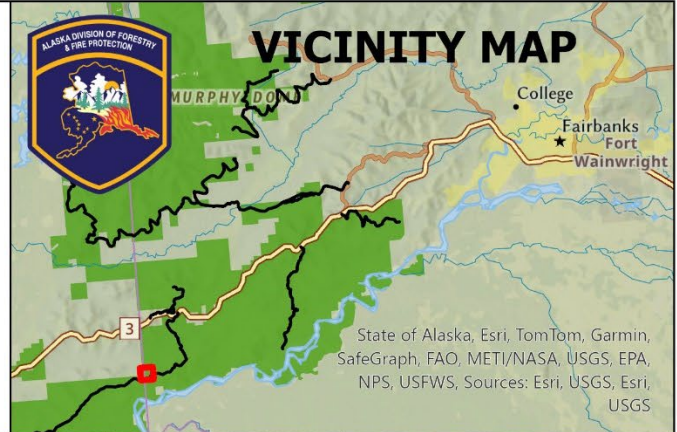 ALASKA DIVISION OF FORESTRY
& FIRE PROTECTION
VICINITY MAP
MURPHY DOM
College
Fairbanks
Fort
Wainwright
3
State of Alaska, Esri, TomTom, Garmin,
SafeGraph, FAO, METI/NASA, USGS, EPA,
NPS, USFWS, Sources: Esri, USGS, Esri,
USGS